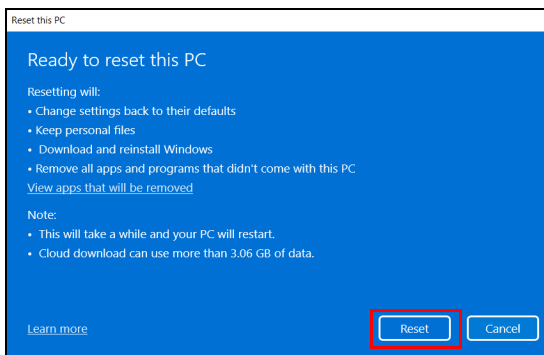 Reset this PC
Ready to reset this PC
Resetting will:
• Change settings back to their defaults
• Keep personal files
• Download and reinstall Windows
• Remove all apps and programs that didn't come with this PC
View apps that will be removed
Note:
• This will take a while and your PC will restart.
• Cloud download can use more than 3.06 GB of data.
Learn more
Reset
Cancel